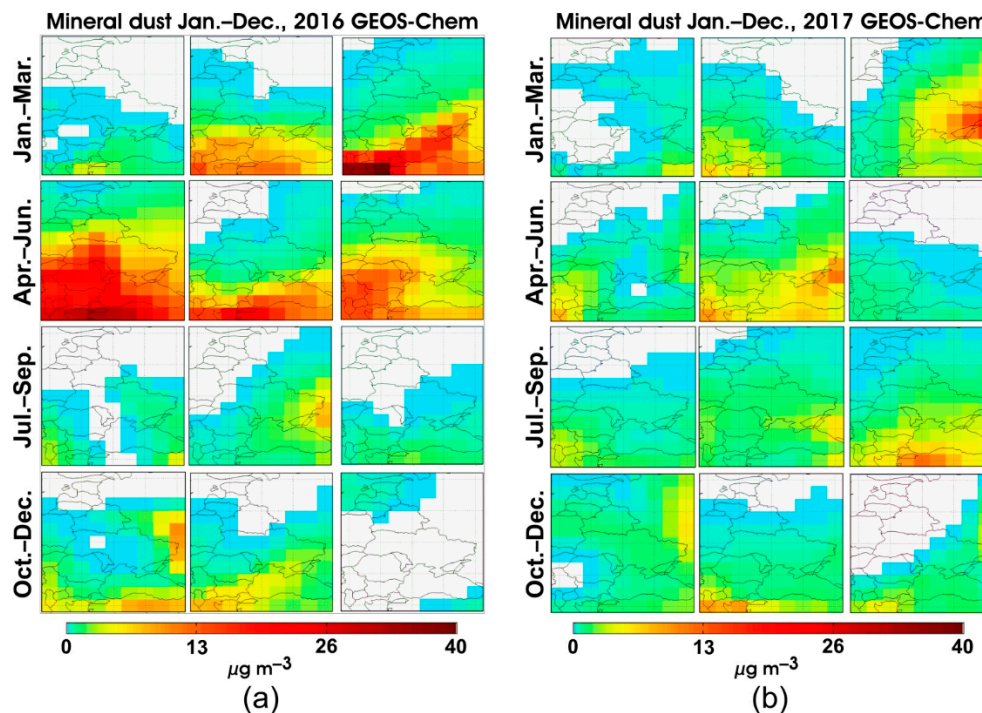 Mineral dust Jan.–Dec., 2016 GEOS-Chem
Jan.–Mar.
Apr.–Jun.
Jul.–Sep.
Oct.–Dec.
0 13 26 40
µg m⁻³
(a)
Mineral dust Jan.–Dec., 2017 GEOS-Chem
Jan.–Mar.
Apr.–Jun.
Jul.–Sep.
Oct.–Dec.
0 13 26 40
µg m⁻³
(b)